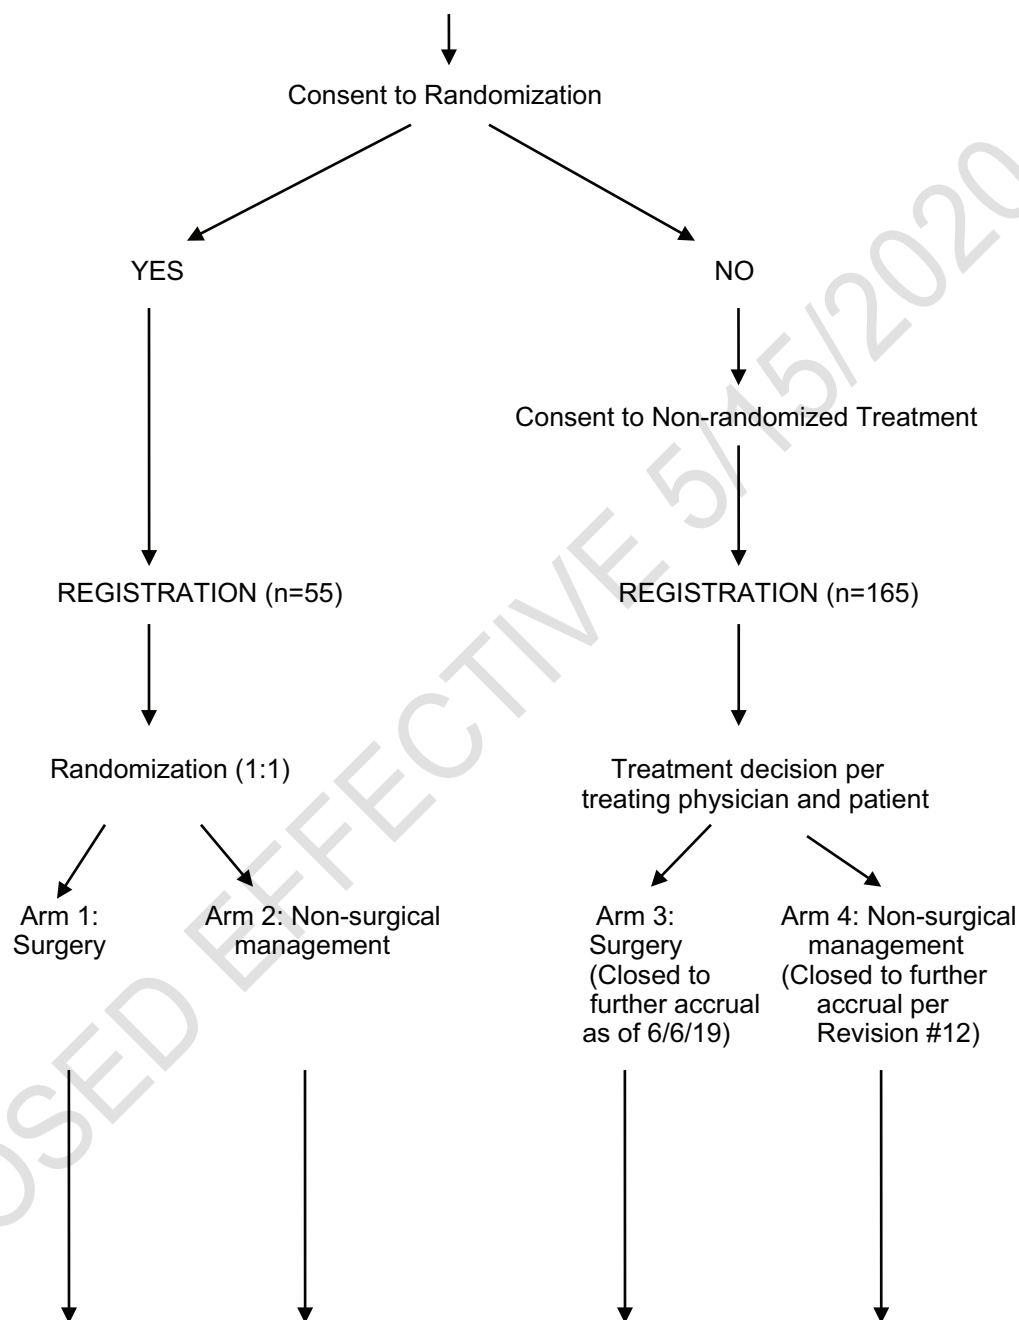 Consent to Randomization
YES
NO
Consent to Non-randomized Treatment
REGISTRATION (n=55)
REGISTRATION (n=165)
Randomization (1:1)
Treatment decision per
treating physician and patient
Arm 1:
Surgery
Arm 2: Non-surgical
management
Arm 3:
Surgery
(Closed to
further accrual
as of 6/6/19)
Arm 4: Non-surgical
management
(Closed to further
accrual per
Revision #12)
OSED EFFECTIVE 5/15/2020